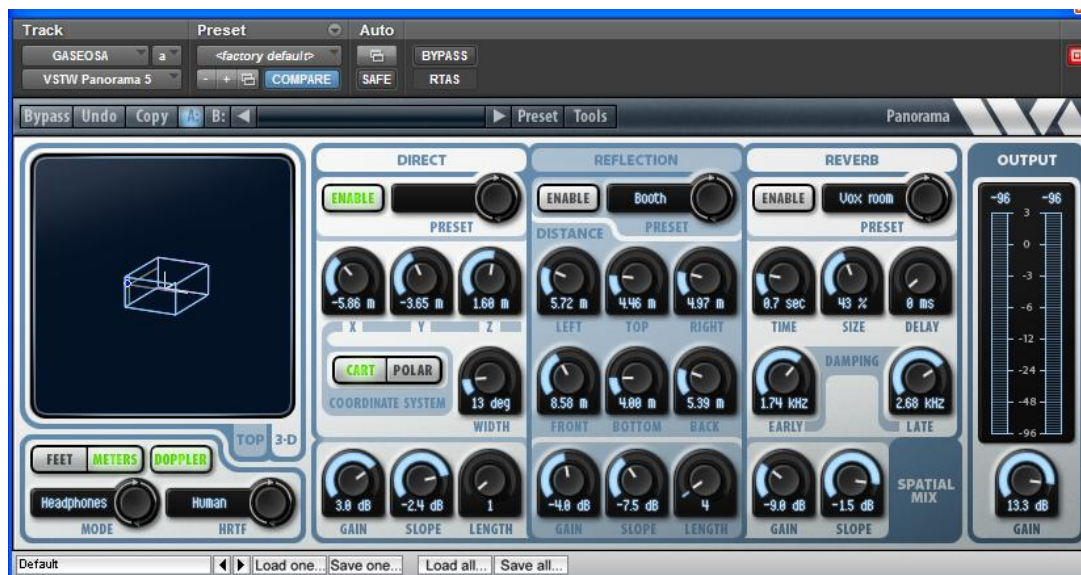 Track Preset Auto
GASEOSA a <factory default> BYPASS
VSTW Panorama 5 - + COMPARE SAFE RTAS
Bypass Undo Copy A: B: Preset Tools Panorama
DIRECT REFLECTION REVERB OUTPUT
ENABLE ENABLE Booth ENABLE Vox room -96 -96
PRESET PRESET PRESET
DISTANCE
-5.86 m -3.65 m 1.60 m 5.72 m 4.46 m 4.97 m 0.7 sec 43 % 0 ms
X Y Z LEFT TOP RIGHT TIME SIZE DELAY
CART POLAR DAMPING
COORDINATE SYSTEM 13 deg 8.58 m 4.00 m 5.39 m 1.74 kHz 2.68 kHz
WIDTH FRONT BOTTOM BACK EARLY LATE
3
0
-3
-6
-12
-24
-48
-96
TOP 3-D
FEET METERS DOPPLER
Headphones Human
MODE HRTF
3.0 dB -2.4 dB 1 -4.0 dB -7.5 dB 4 -9.0 dB -1.5 dB SPATIAL MIX 13.3 dB
GAIN SLOPE LENGTH GAIN SLOPE LENGTH GAIN SLOPE GAIN
Default Load one... Save one... Load all... Save all...